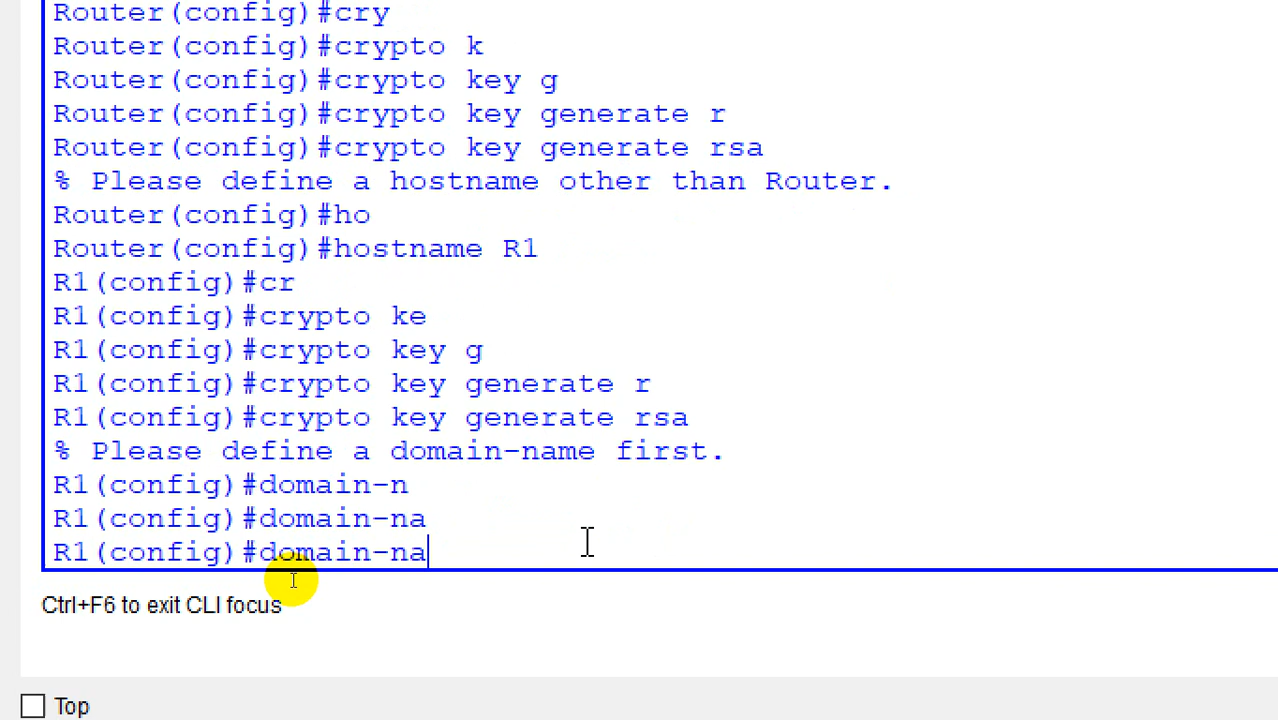 Router(config)#cry
Router(config)#crypto k
Router(config)#crypto key g
Router(config)#crypto key generate r
Router(config)#crypto key generate rsa
% Please define a hostname other than Router.
Router(config)#ho
Router(config)#hostname R1
R1(config)#cr
R1(config)#crypto ke
R1(config)#crypto key g
R1(config)#crypto key generate r
R1(config)#crypto key generate rsa
% Please define a domain-name first.
R1(config)#domain-n
R1(config)#domain-na
R1(config)#domain-na
Ctrl+F6 to exit CLI focus
Top